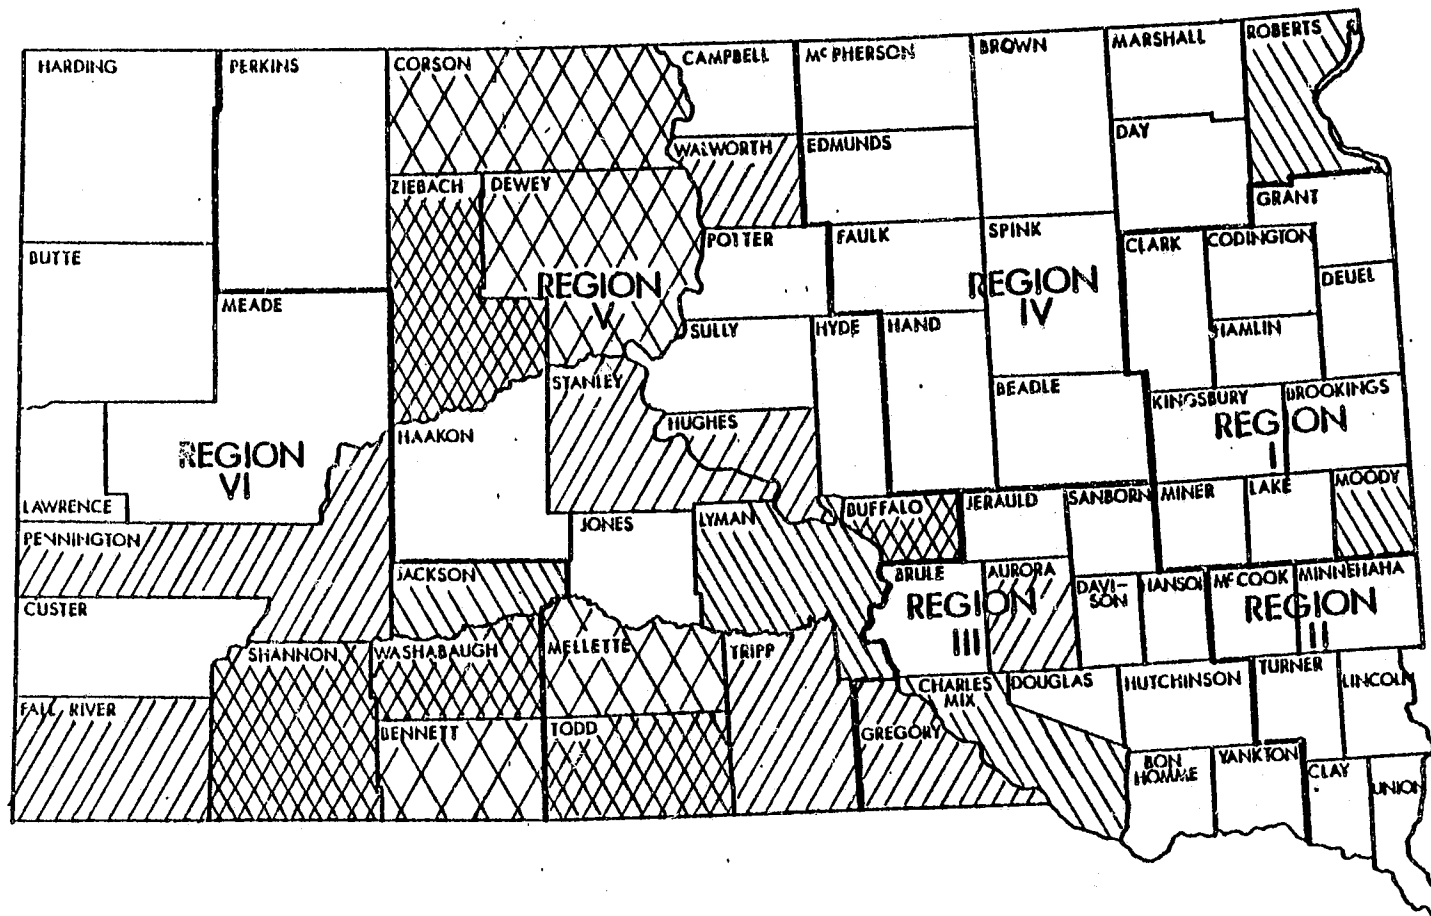 HARDING
PERKINS
CORSON
CAMPBELL
McPHERSON
BROWN
MARSHALL
ROBERTS
WALWORTH
EDMUNDS
DAY
ZIEBACH
DEWEY
GRANT
BUTTE
POTTER
FAULK
SPINK
CLARK
CODINGTON
MEADE
REGION
V
REGION
IV
DEUEL
SULLY
HYDE
HAND
HAMLIN
STANLEY
BEADLE
KINGSBURY
BROOKINGS
HAAKON
HUGHES
REGION
I
REGION
VI
LAWRENCE
BUFFALO
JERAULD
SANBORN
MINER
LAKE
MOODY
PENNINGTON
JONES
LYMAN
JACKSON
BRULE
AURORA
DAVI-
SON
HANSON
McCOOK
MINNEHAHA
CUSTER
REGION
III
REGION
II
SHANNON
WASHABAUGH
MELLETTE
TRIPP
CHARLES
MIX
DOUGLAS
HUTCHINSON
TURNER
LINCOLN
FALL RIVER
BENNETT
TODD
GREGORY
BON
HOMME
YANKTON
CLAY
UNION